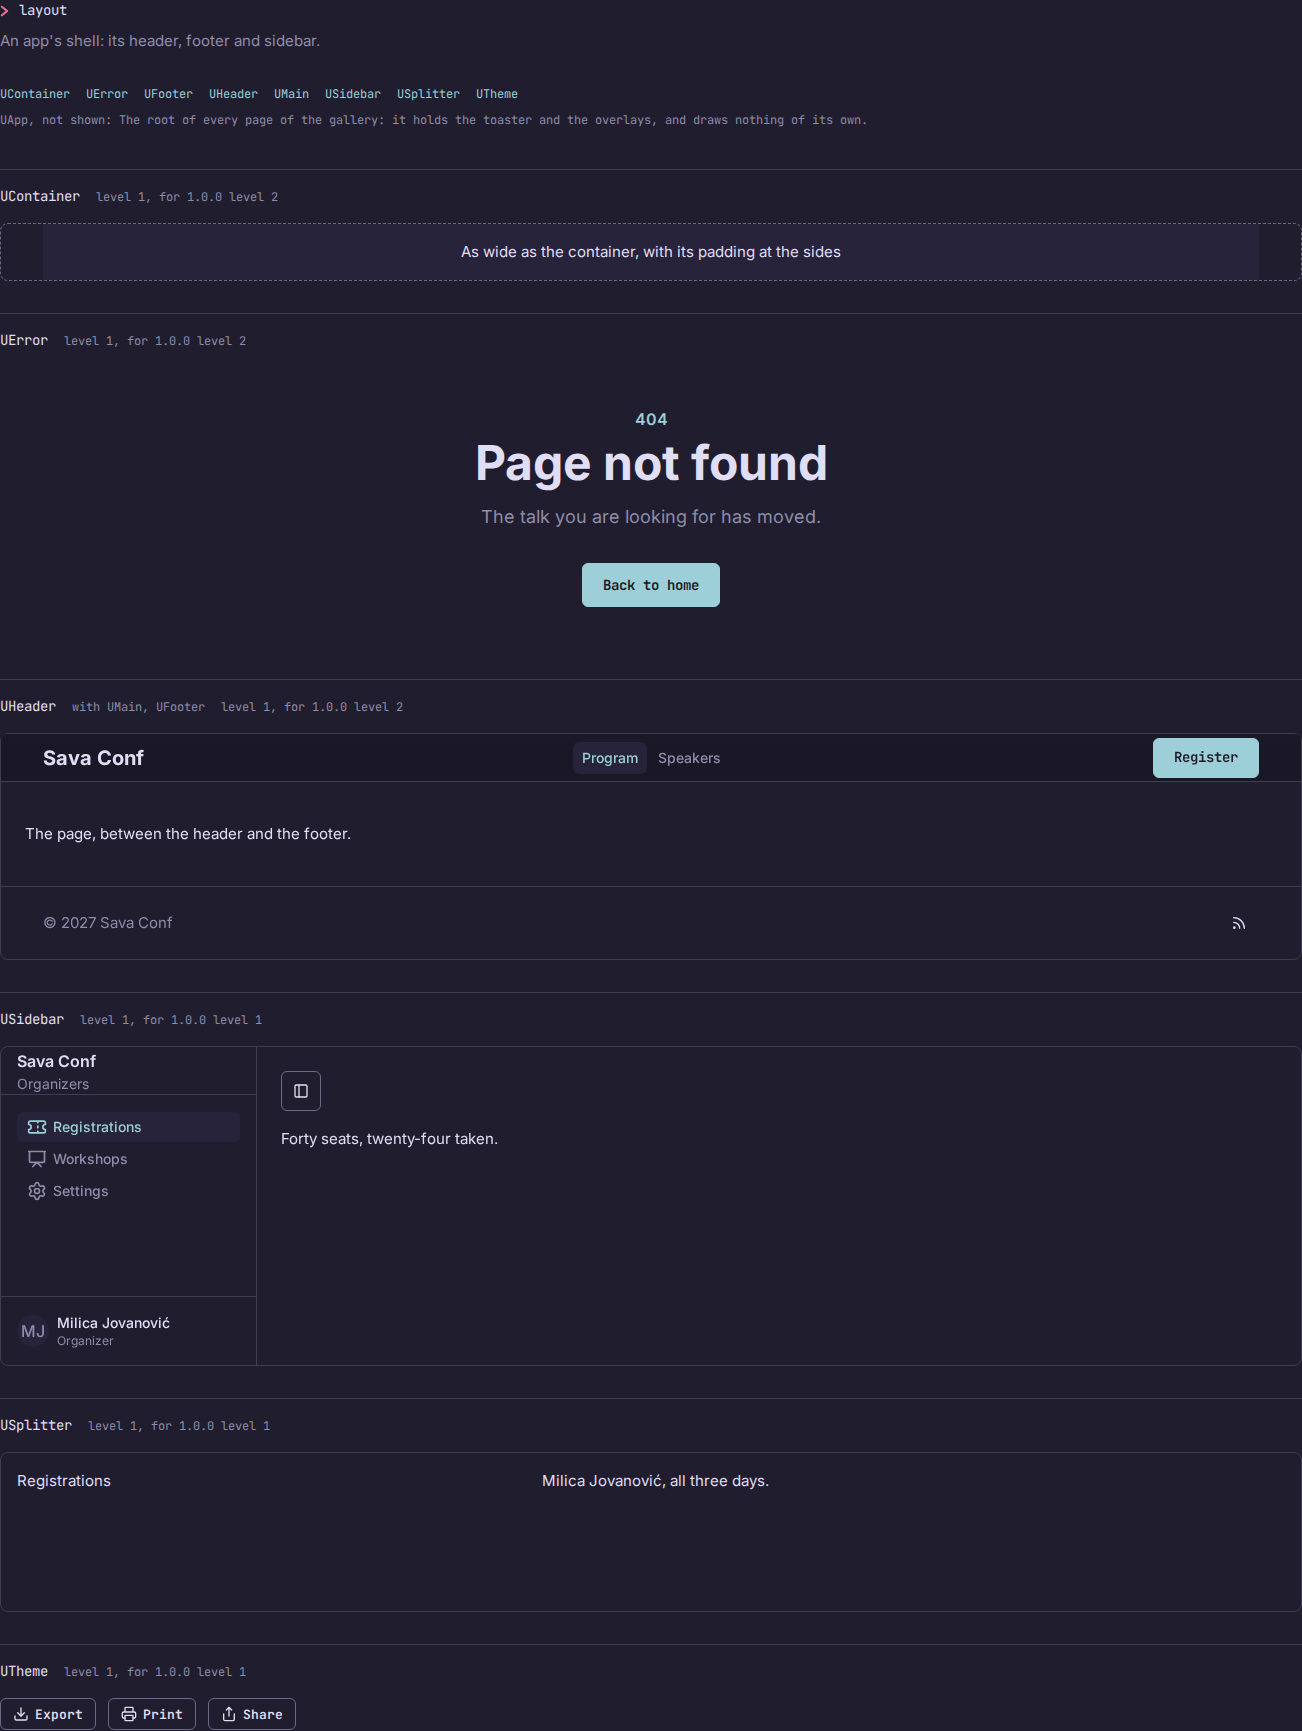 layout
An app's shell: its header, footer and sidebar.
UContainer UError UFooter UHeader UMain USidebar USplitter UTheme
UApp, not shown: The root of every page of the gallery: it holds the toaster and the overlays, and draws nothing of its own.
UContainer level 1, for 1.0.0 level 2
As wide as the container, with its padding at the sides
UError level 1, for 1.0.0 level 2
404
Page not found
The talk you are looking for has moved.
Back to home
UHeader with UMain, UFooter level 1, for 1.0.0 level 2
Sava Conf Program Speakers Register
The page, between the header and the footer.
© 2027 Sava Conf
USidebar level 1, for 1.0.0 level 1
Sava Conf
Organizers
Registrations
Workshops
Settings
MJ Milica Jovanović
Organizer
Forty seats, twenty-four taken.
USplitter level 1, for 1.0.0 level 1
Registrations Milica Jovanović, all three days.
UTheme level 1, for 1.0.0 level 1
Export Print Share